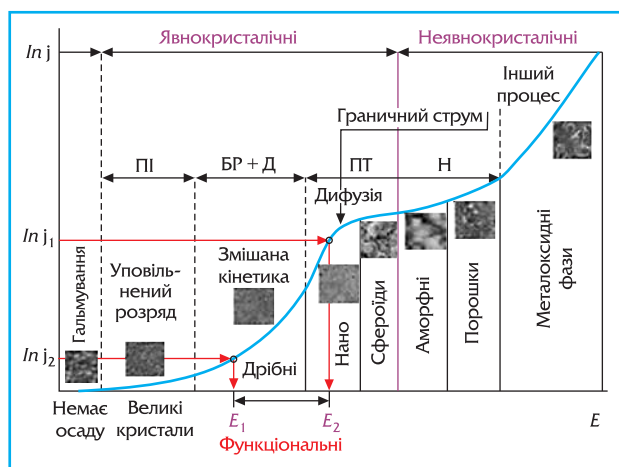 Явнокристалічні
Неявнокристалічні
ln j
Інший
процес
Граничний струм
ПІ
БР + Д
ПТ
Н
Дифузія
ln j₁
Гальмування
Уповіль-
нений
розряд
Змішана
кінетика
ln j₂
Дрібні
Нано
Сфероїди
Аморфні
Порошки
Металоксидні
фази
Немає
осаду
Великі
кристали
E₁
E₂
E
Функціональні